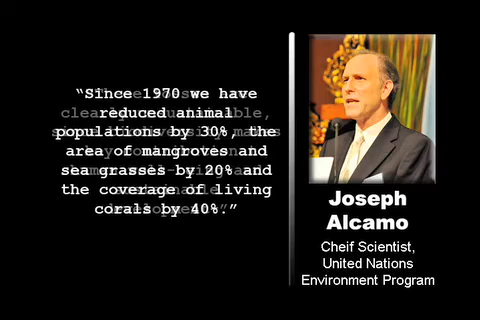 “Since 1970 we have
reduced animal
populations by 30%, the
area of mangroves and
sea grasses by 20% and
the coverage of living
corals by 40%.”
Joseph
Alcamo
Cheif Scientist,
United Nations
Environment Program